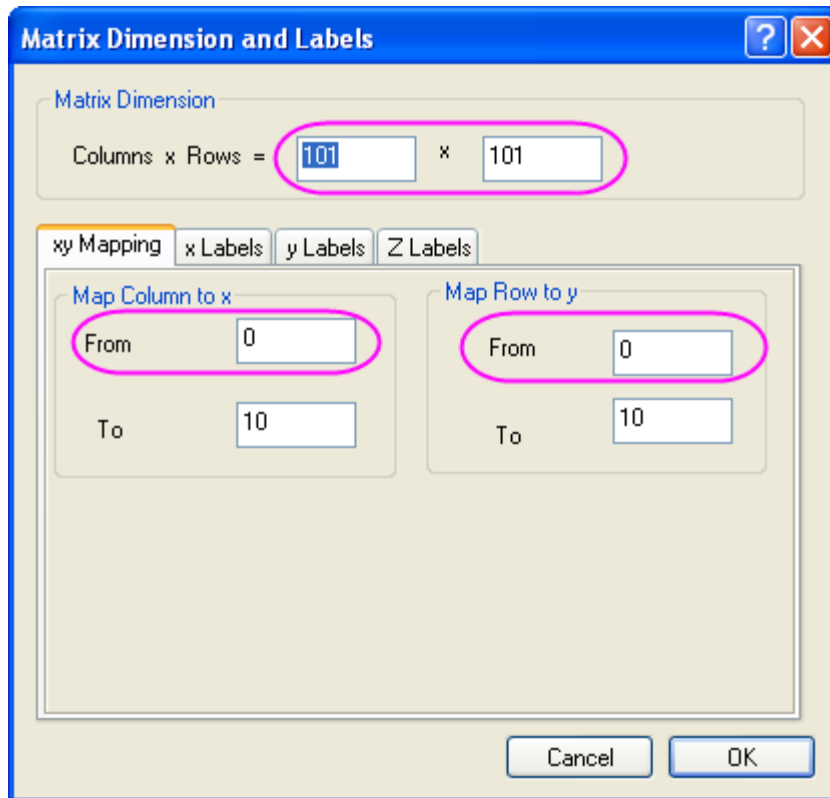 Matrix Dimension and Labels
Matrix Dimension
Columns x Rows = 101 x 101
xy Mapping x Labels y Labels Z Labels
Map Column to x
From 0
To 10
Map Row to y
From 0
To 10
Cancel OK